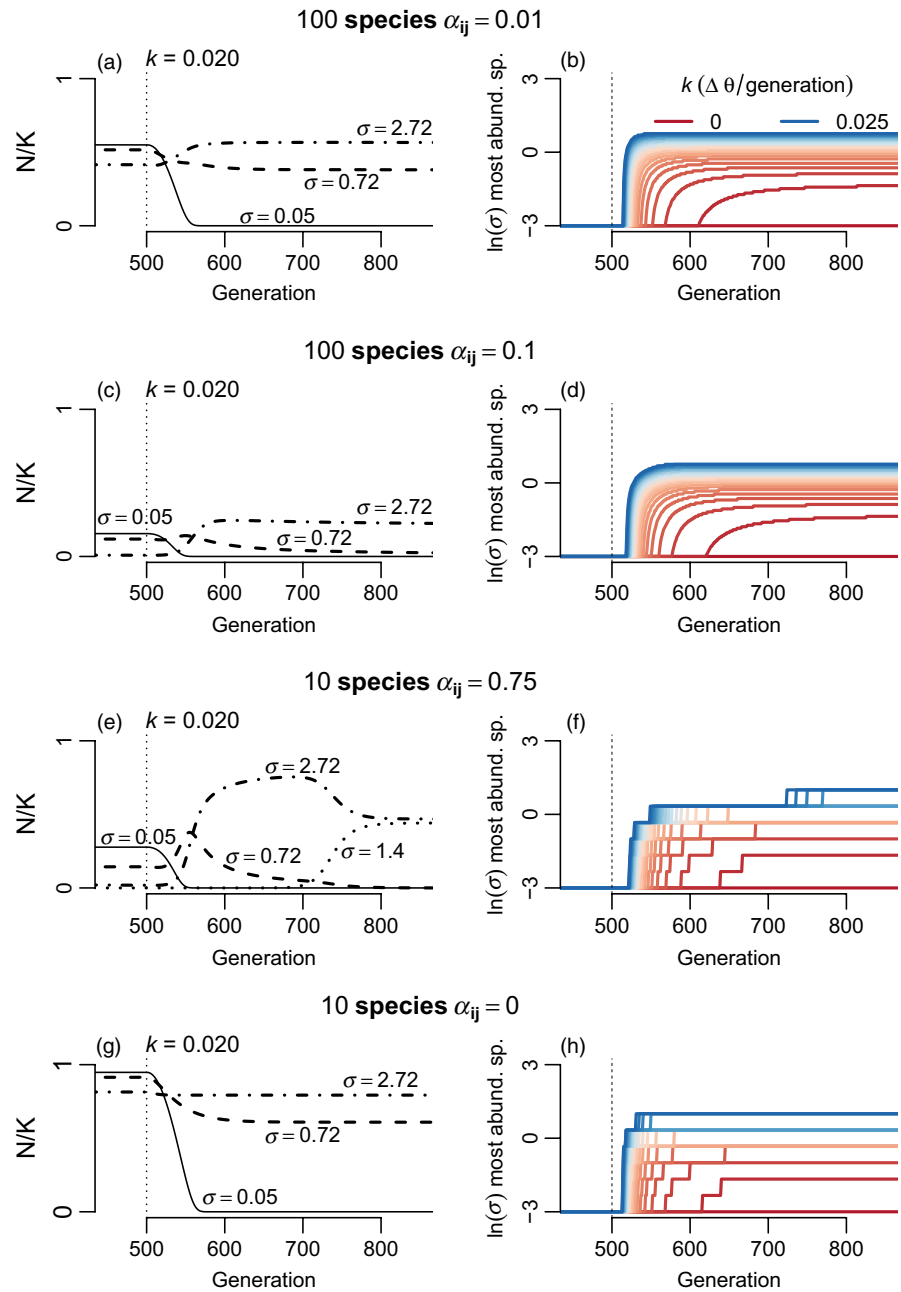 100 species αij = 0.01
(a)
k = 0.020
1
N/K
0
σ = 2.72
σ = 0.72
σ = 0.05
500 600 700 800
Generation
(b)
k (Δ θ/generation)
0 0.025
ln(σ) most abund. sp.
3
0
−3
500 600 700 800
Generation
100 species αij = 0.1
(c)
k = 0.020
1
N/K
0
σ = 0.05
σ = 2.72
σ = 0.72
500 600 700 800
Generation
(d)
ln(σ) most abund. sp.
3
0
−3
500 600 700 800
Generation
10 species αij = 0.75
(e)
k = 0.020
1
N/K
0
σ = 2.72
σ = 0.05
σ = 0.72
σ = 1.4
500 600 700 800
Generation
(f)
ln(σ) most abund. sp.
3
0
−3
500 600 700 800
Generation
10 species αij = 0
(g)
k = 0.020
1
N/K
0
σ = 2.72
σ = 0.72
σ = 0.05
500 600 700 800
Generation
(h)
ln(σ) most abund. sp.
3
0
−3
500 600 700 800
Generation